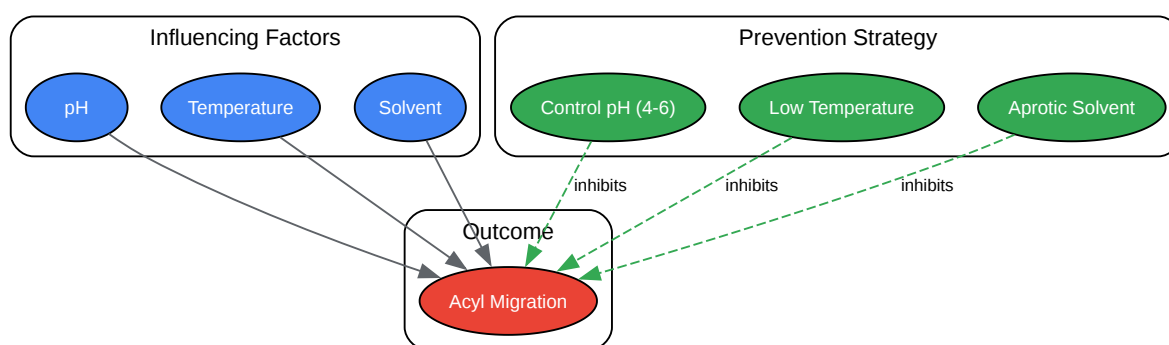 Influencing Factors
Prevention Strategy
pH
Temperature
Solvent
Control pH (4-6)
Low Temperature
Aprotic Solvent
inhibits
inhibits
inhibits
Outcome
Acyl Migration